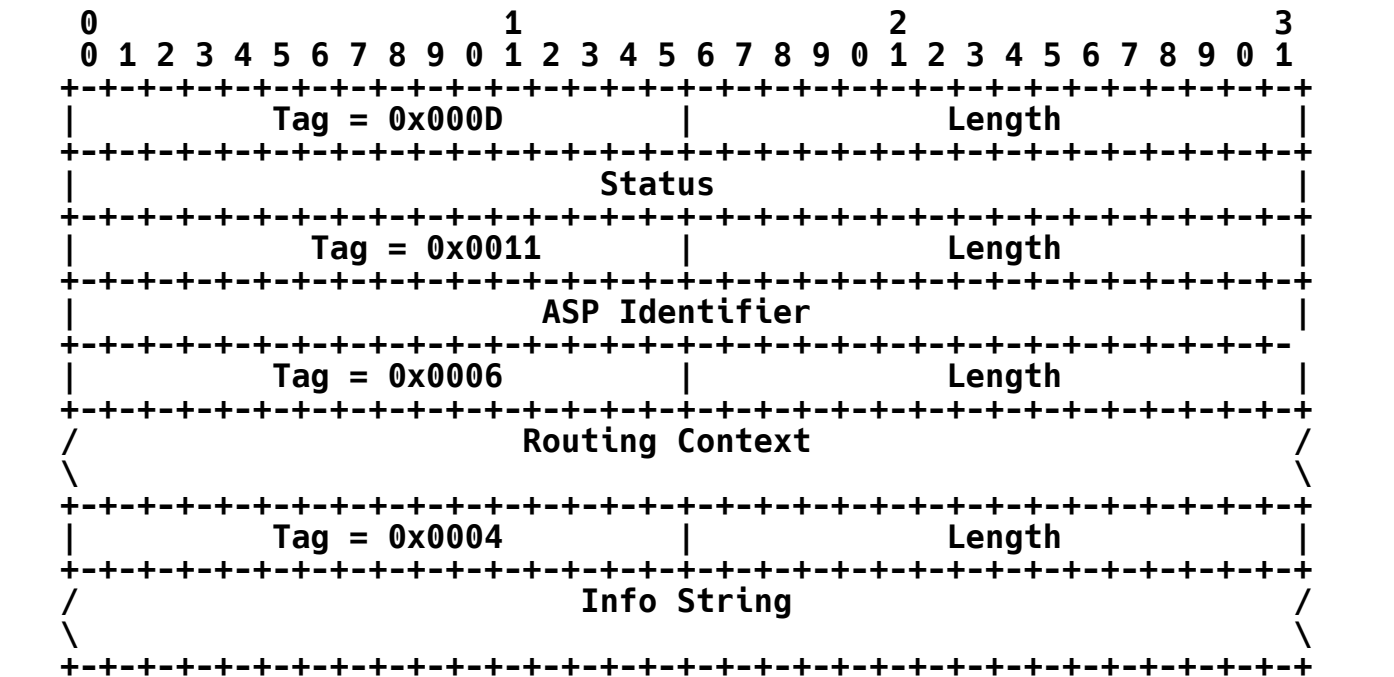 0                     1                   2                   3
 0 1 2 3 4 5 6 7 8 9 0 1 2 3 4 5 6 7 8 9 0 1 2 3 4 5 6 7 8 9 0 1
+-+-+-+-+-+-+-+-+-+-+-+-+-+-+-+-+-+-+-+-+-+-+-+-+-+-+-+-+-+-+-+-+
|          Tag = 0x000D         |             Length            |
+-+-+-+-+-+-+-+-+-+-+-+-+-+-+-+-+-+-+-+-+-+-+-+-+-+-+-+-+-+-+-+-+
|                           Status                              |
+-+-+-+-+-+-+-+-+-+-+-+-+-+-+-+-+-+-+-+-+-+-+-+-+-+-+-+-+-+-+-+-+
|            Tag = 0x0011       |             Length            |
+-+-+-+-+-+-+-+-+-+-+-+-+-+-+-+-+-+-+-+-+-+-+-+-+-+-+-+-+-+-+-+-+
|                        ASP Identifier                         |
+-+-+-+-+-+-+-+-+-+-+-+-+-+-+-+-+-+-+-+-+-+-+-+-+-+-+-+-+-+-+-+-
|          Tag = 0x0006         |             Length            |
+-+-+-+-+-+-+-+-+-+-+-+-+-+-+-+-+-+-+-+-+-+-+-+-+-+-+-+-+-+-+-+-+
/                       Routing Context                         /
\                                                               \
+-+-+-+-+-+-+-+-+-+-+-+-+-+-+-+-+-+-+-+-+-+-+-+-+-+-+-+-+-+-+-+-+
|          Tag = 0x0004         |             Length            |
+-+-+-+-+-+-+-+-+-+-+-+-+-+-+-+-+-+-+-+-+-+-+-+-+-+-+-+-+-+-+-+-+
/                          Info String                          /
\                                                               \
+-+-+-+-+-+-+-+-+-+-+-+-+-+-+-+-+-+-+-+-+-+-+-+-+-+-+-+-+-+-+-+-+